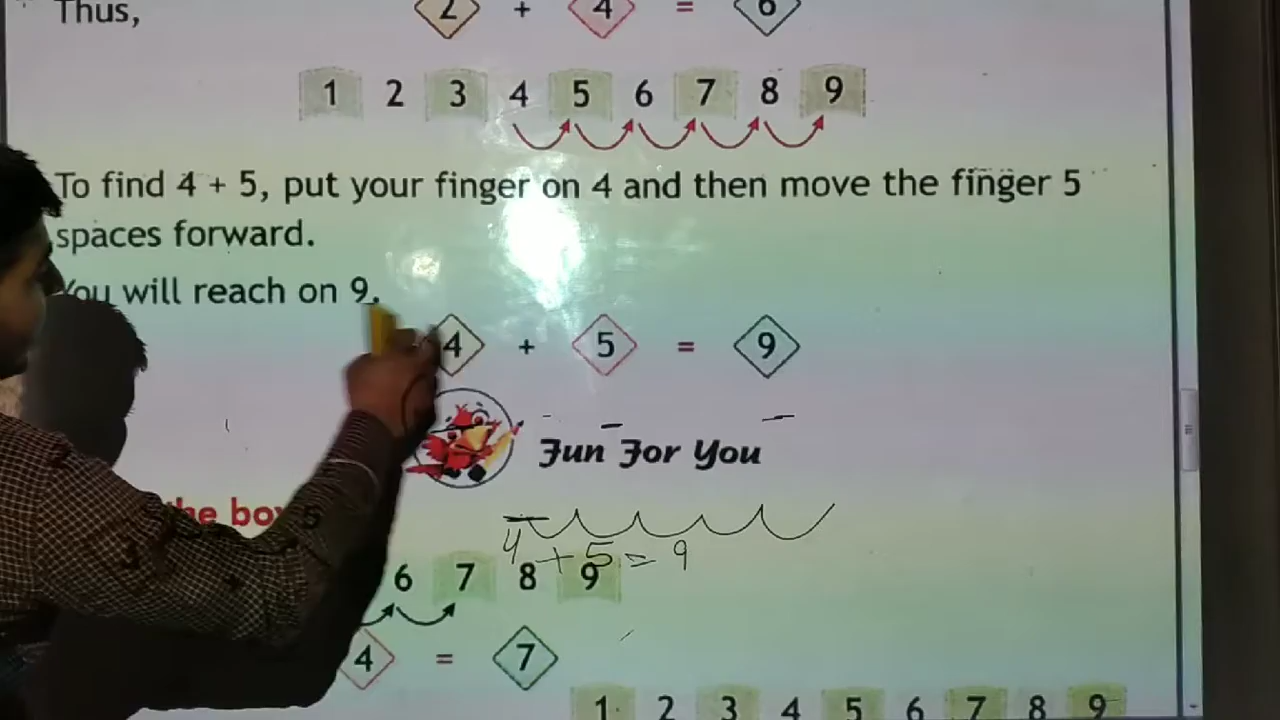 Thus, 2 + 4 = 6
1 2 3 4 5 6 7 8 9
To find 4 + 5, put your finger on 4 and then move the finger 5
spaces forward.
You will reach on 9.
4 + 5 = 9
Fun For You
the box
4 + 5 = 9
6 7 8 9
4 = 7
1 2 3 4 5 6 7 8 9